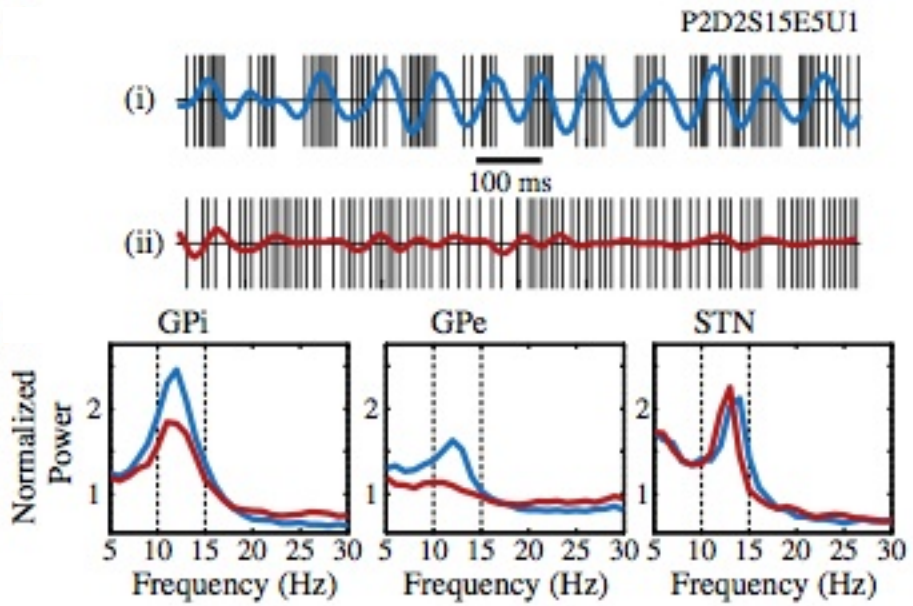 P2D2S15E5U1
(i)
100 ms
(ii)
GPi GPe STN
Normalized
Power
2 2 2
1 1 1
5 10 15 20 25 30 5 10 15 20 25 30 5 10 15 20 25 30
Frequency (Hz) Frequency (Hz) Frequency (Hz)